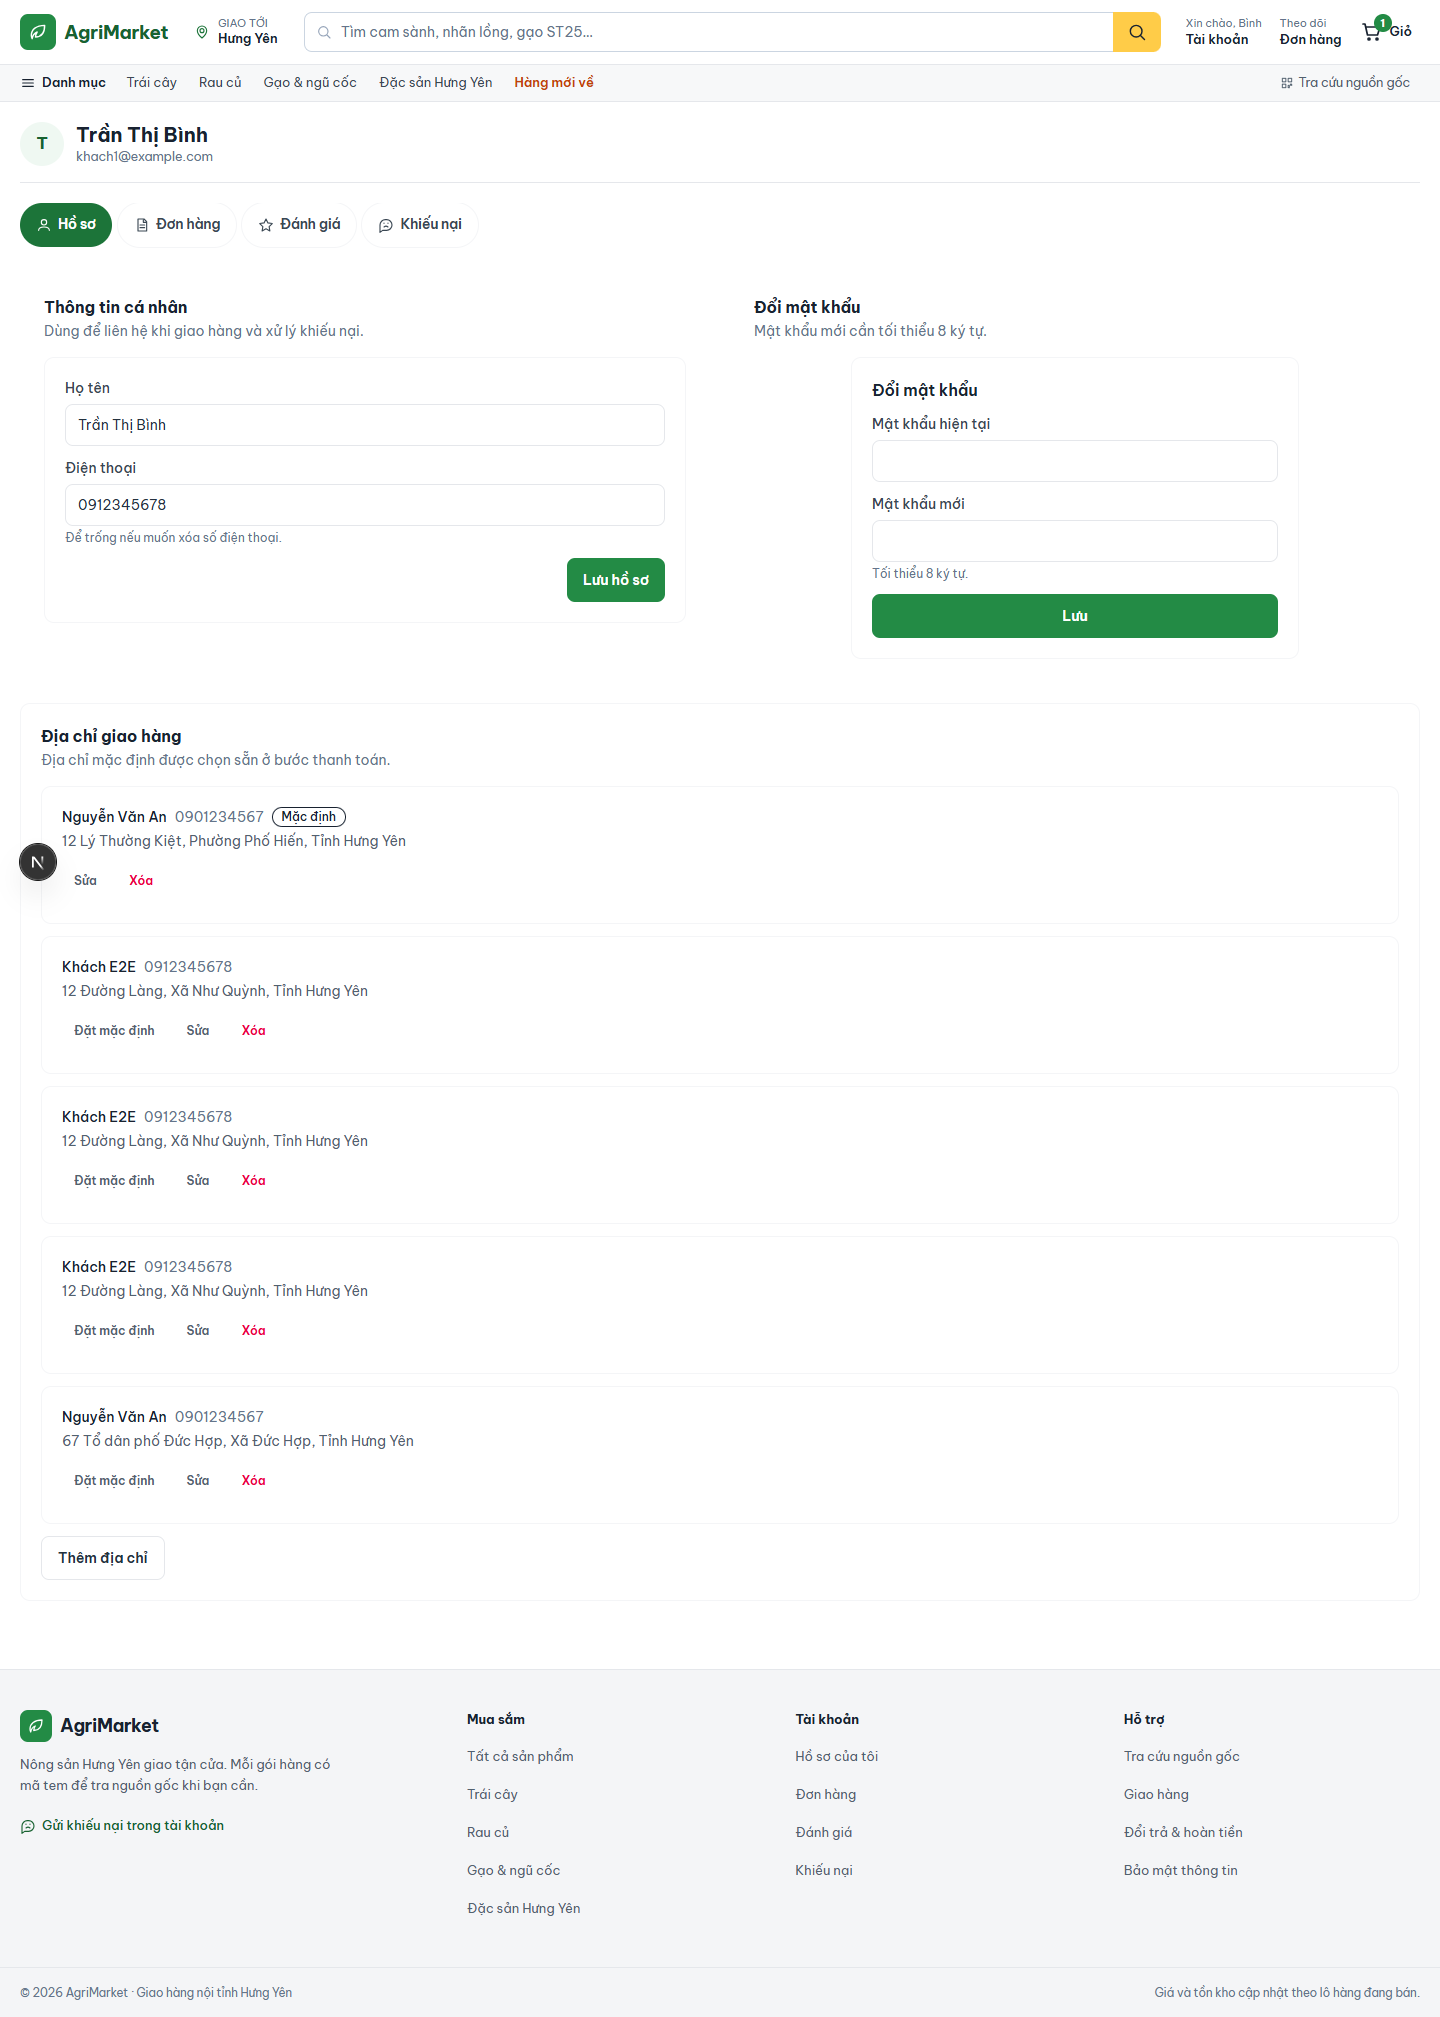 AgriMarket
GIAO TỚI
Hưng Yên
Tìm cam sành, nhãn lồng, gạo ST25...
Xin chào, Bình
Tài khoản
Theo dõi
Đơn hàng
1
Giỏ
Danh mục
Trái cây
Rau củ
Gạo & ngũ cốc
Đặc sản Hưng Yên
Hàng mới về
Tra cứu nguồn gốc
T
Trần Thị Bình
khach1@example.com
Hồ sơ
Đơn hàng
Đánh giá
Khiếu nại
Thông tin cá nhân
Dùng để liên hệ khi giao hàng và xử lý khiếu nại.
Họ tên
Trần Thị Bình
Điện thoại
0912345678
Để trống nếu muốn xóa số điện thoại.
Lưu hồ sơ
Đổi mật khẩu
Mật khẩu mới cần tối thiểu 8 ký tự.
Đổi mật khẩu
Mật khẩu hiện tại
Mật khẩu mới
Tối thiểu 8 ký tự.
Lưu
Địa chỉ giao hàng
Địa chỉ mặc định được chọn sẵn ở bước thanh toán.
Nguyễn Văn An 0901234567 Mặc định
12 Lý Thường Kiệt, Phường Phố Hiến, Tỉnh Hưng Yên
Sửa Xóa
N
Khách E2E 0912345678
12 Đường Làng, Xã Như Quỳnh, Tỉnh Hưng Yên
Đặt mặc định Sửa Xóa
Khách E2E 0912345678
12 Đường Làng, Xã Như Quỳnh, Tỉnh Hưng Yên
Đặt mặc định Sửa Xóa
Khách E2E 0912345678
12 Đường Làng, Xã Như Quỳnh, Tỉnh Hưng Yên
Đặt mặc định Sửa Xóa
Nguyễn Văn An 0901234567
67 Tổ dân phố Đức Hợp, Xã Đức Hợp, Tỉnh Hưng Yên
Đặt mặc định Sửa Xóa
Thêm địa chỉ
AgriMarket
Nông sản Hưng Yên giao tận cửa. Mỗi gói hàng có
mã tem để tra nguồn gốc khi bạn cần.
Gửi khiếu nại trong tài khoản
Mua sắm
Tất cả sản phẩm
Trái cây
Rau củ
Gạo & ngũ cốc
Đặc sản Hưng Yên
Tài khoản
Hồ sơ của tôi
Đơn hàng
Đánh giá
Khiếu nại
Hỗ trợ
Tra cứu nguồn gốc
Giao hàng
Đổi trả & hoàn tiền
Bảo mật thông tin
© 2026 AgriMarket · Giao hàng nội tỉnh Hưng Yên
Giá và tồn kho cập nhật theo lô hàng đang bán.